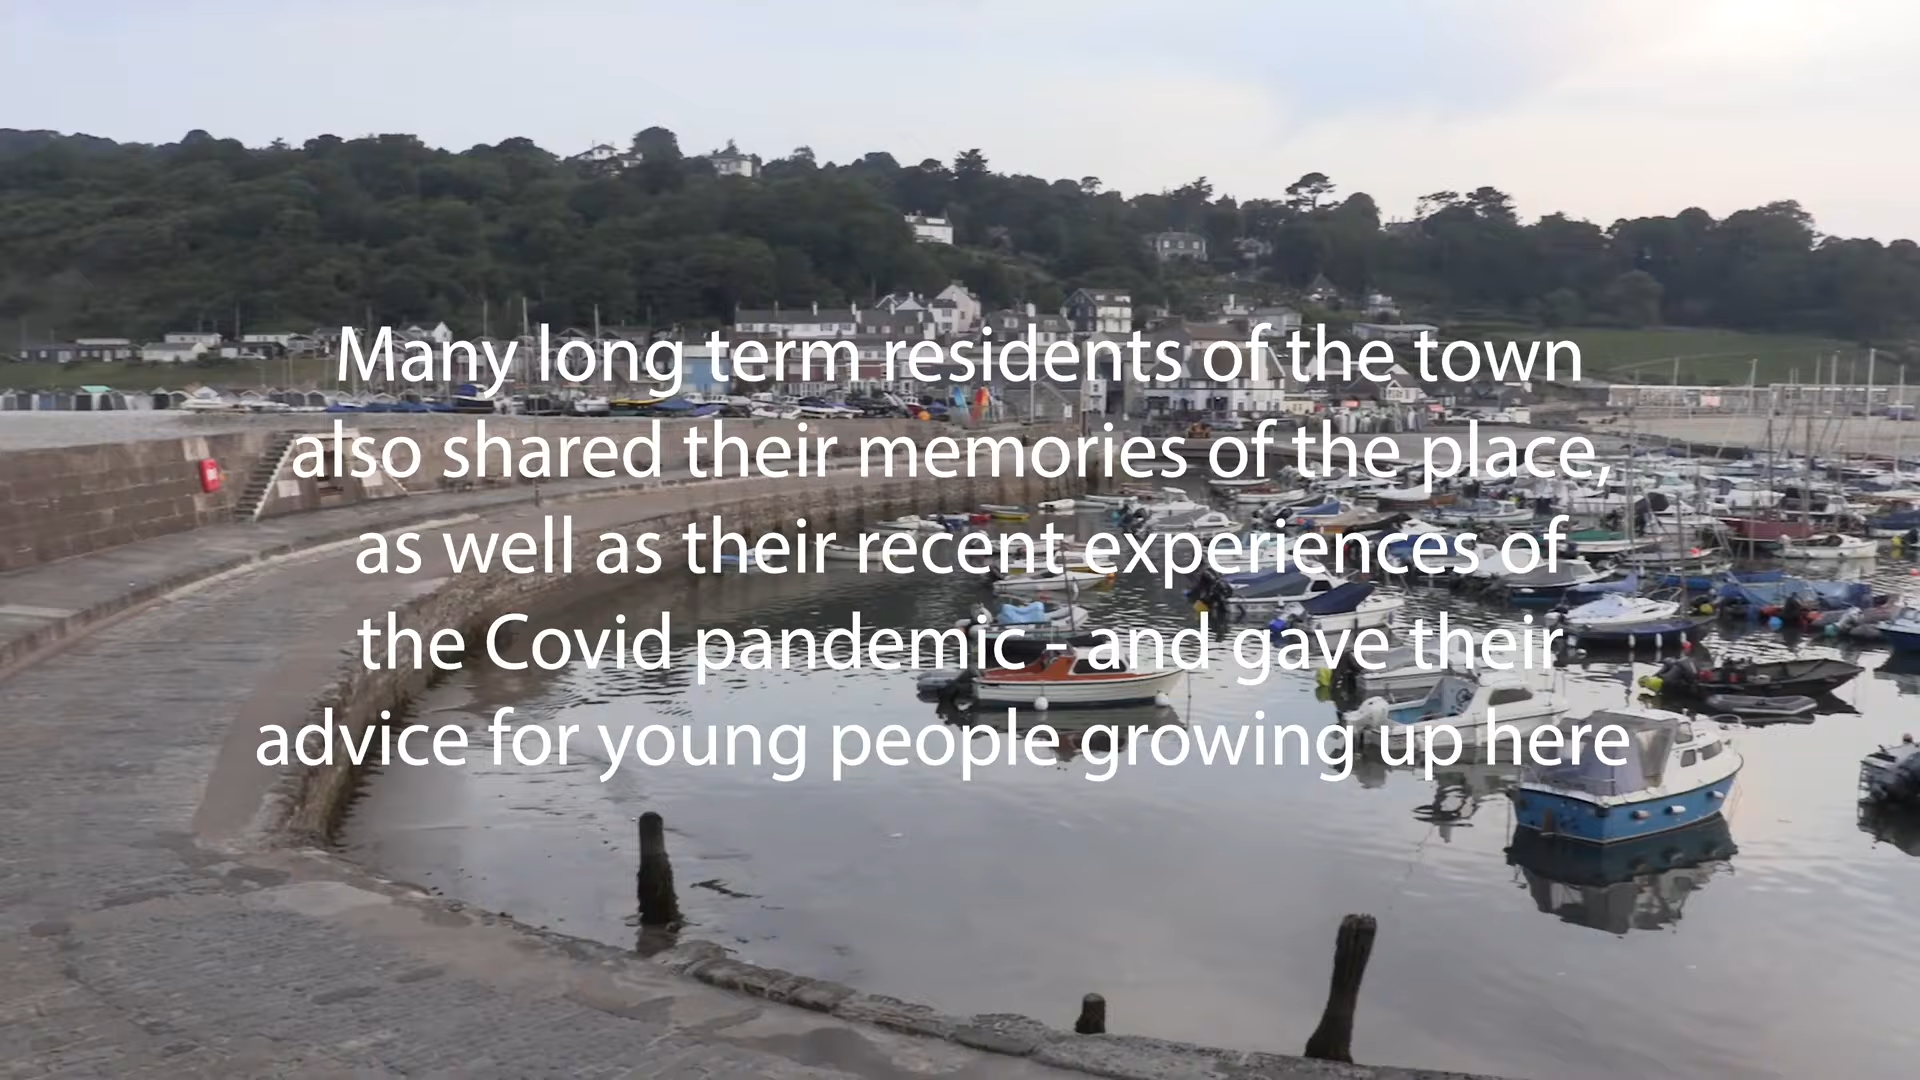 Many long term residents of the town
also shared their memories of the place,
as well as their recent experiences of
the Covid pandemic - and gave their
advice for young people growing up here